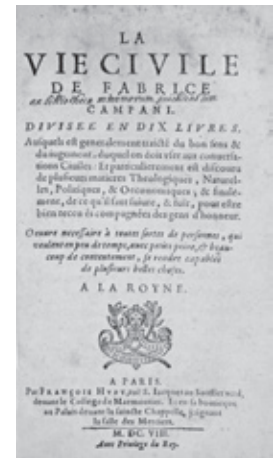 LA
VIE CIVILE
DE FABRICE
CAMPANI.
DIVISEE EN DIX LIVRES.
Ausquels est generalement traicté du bon sens &
du iugement, duquel on doit vser aux conuersa-
tions Ciuiles: Et particulierement est discouru
de plusieurs matieres Theologiques, Naturel-
les, Politiques, & Oeconomiques, & finale-
ment, de ce qu'il faut suiure, & fuir, pour estre
bien receu és compagnées des gens d'honneur.
Oeuure necessaire à toutes sortes de personnes, qui
veulent en peu de temps, auec petite peine, & beau-
coup de contentement, se rendre capables
de plusieurs belles choses.
A LA ROYNE.
A PARIS.
Par FRANÇOIS HVBY, ruë S. Iacques au Soufflet verd,
deuant le College de Marmoutier. Et en sa boutique
au Palais deuant la saincte Chappelle, ioignant
la salle des Merciers.
M. DC. VIII.
Auec Priuilege du Roy.